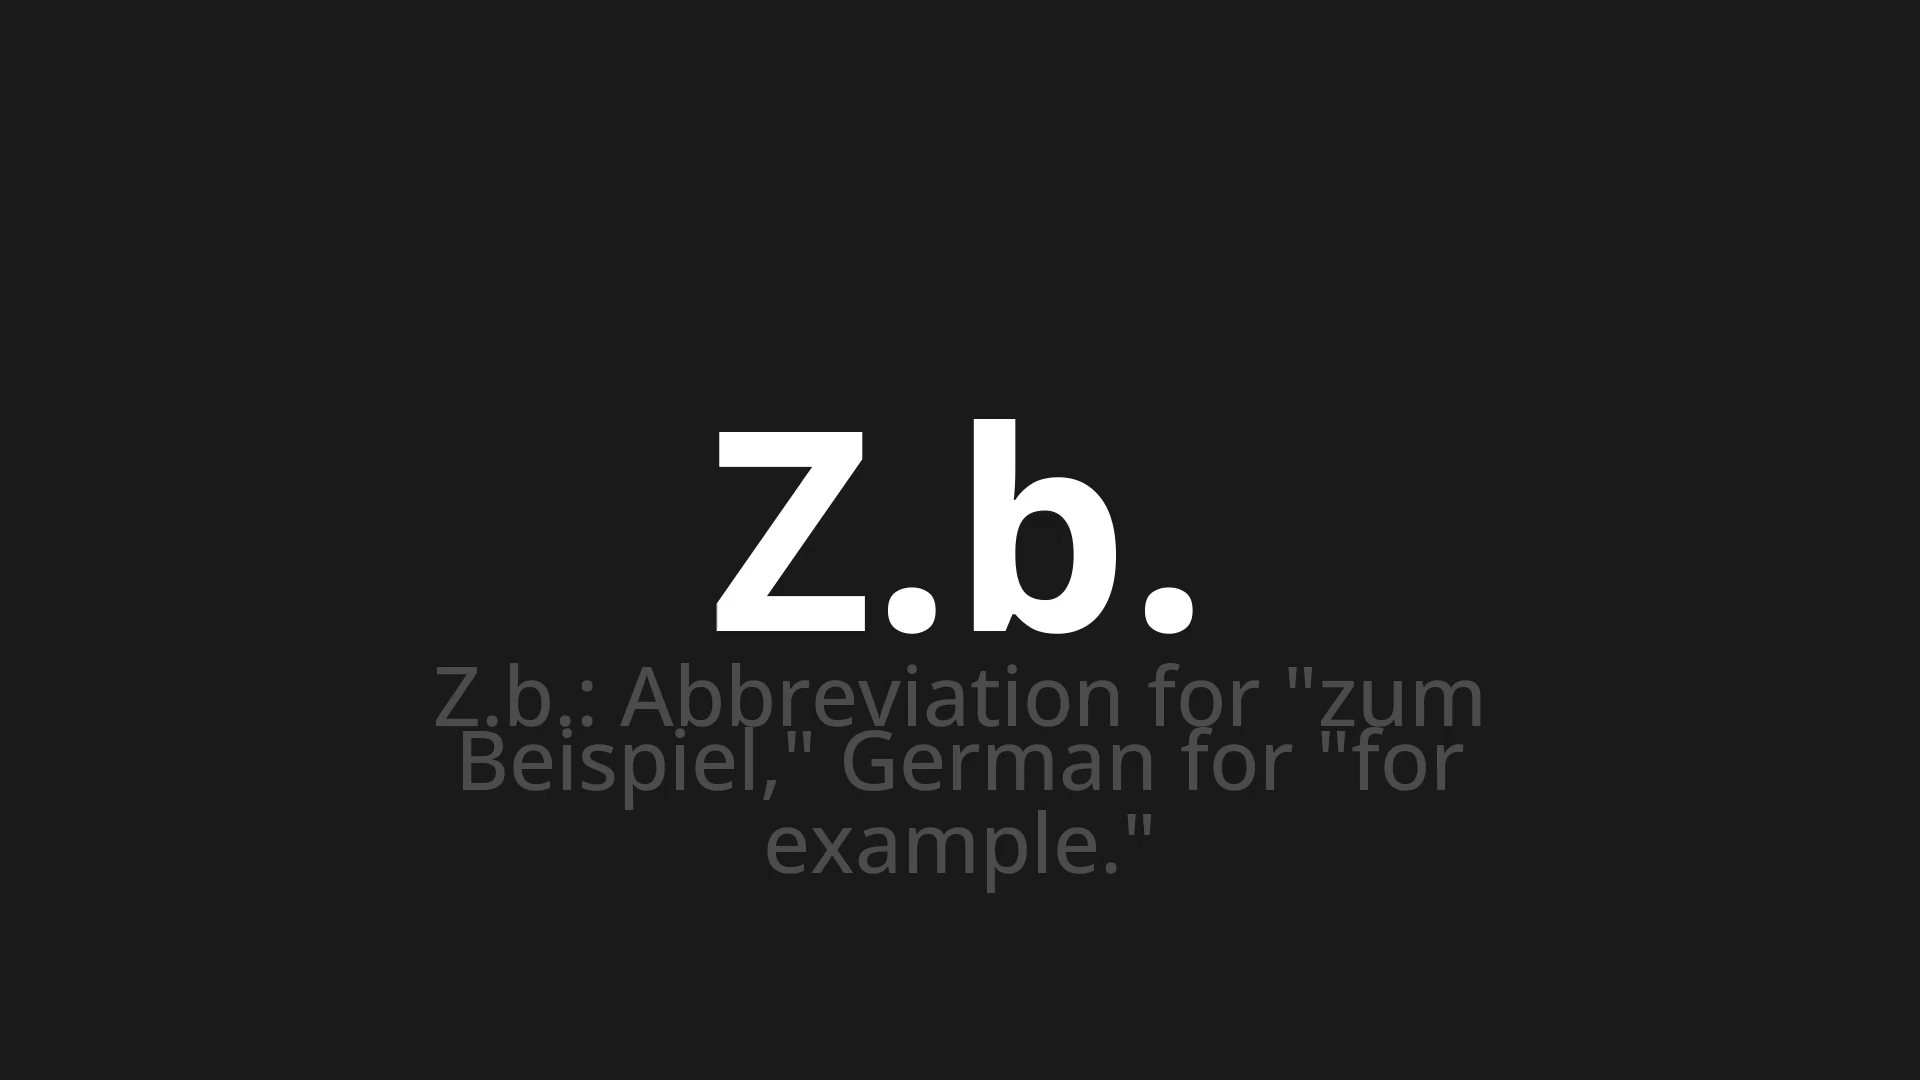 Z.b.
Z.b.: Abbreviation for "zum
Beispiel," German for "for
example."